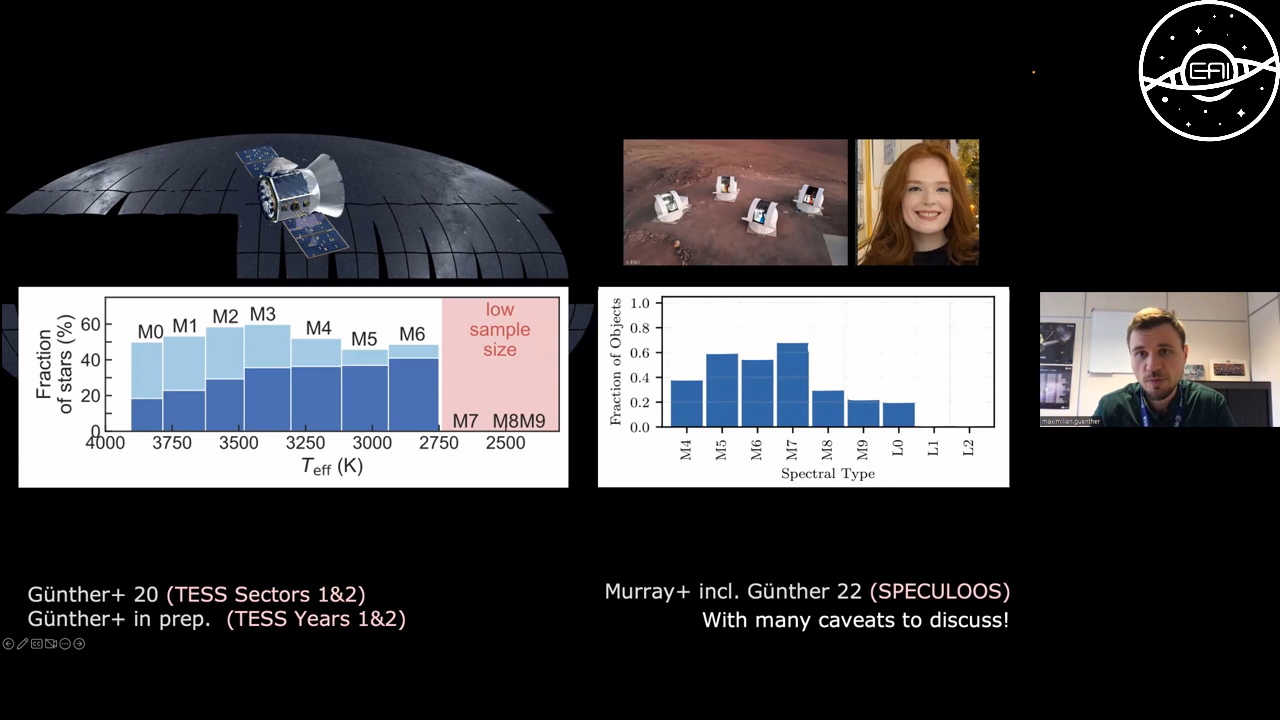 EAI
© ESO
Fraction
of stars (%)
60
40
20
0
M0
M1
M2
M3
M4
M5
M6
low
sample
size
M7
M8M9
4000
3750
3500
3250
3000
2750
2500
Teff (K)
Fraction of Objects
1.0
0.8
0.6
0.4
0.2
0.0
M4
M5
M6
M7
M8
M9
L0
L1
L2
Spectral Type
maximilian.guenther
Günther+ 20 (TESS Sectors 1&2)
Günther+ in prep. (TESS Years 1&2)
Murray+ incl. Günther 22 (SPECULOOS)
With many caveats to discuss!